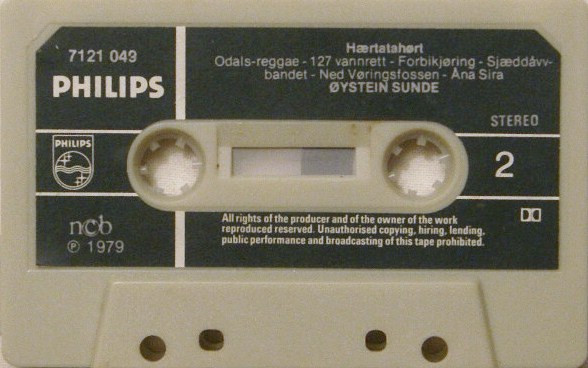 7121 049
PHILIPS
Hærtatahørt
Odals-reggae - 127 vannrett - Forbikjøring - Sjæddåvv-
bandet - Ned Vøringsfossen - Åna Sira
ØYSTEIN SUNDE
STEREO
PHILIPS
2
ncb
℗ 1979
All rights of the producer and of the owner of the work
reproduced reserved. Unauthorised copying, hiring, lending,
public performance and broadcasting of this tape prohibited.